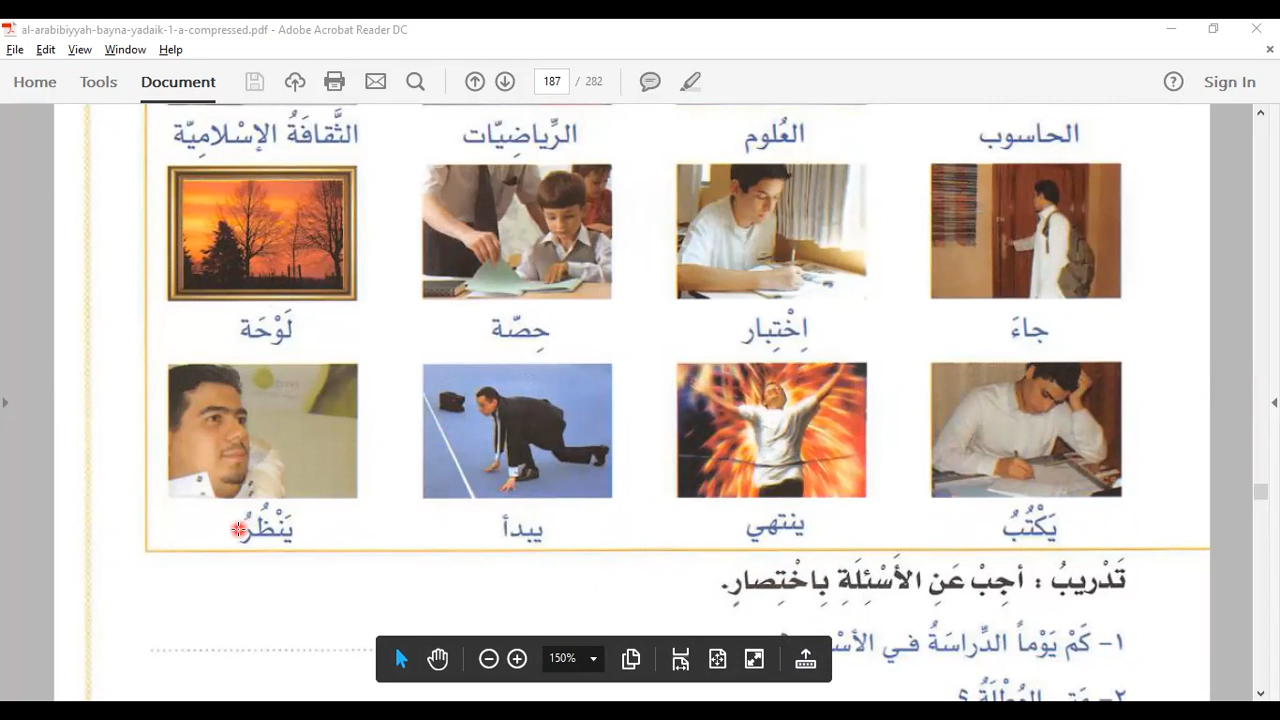 al-arabibiyyah-bayna-yadaik-1-a-compressed.pdf - Adobe Acrobat Reader DC
File Edit View Window Help
Home Tools Document 187 / 282 Sign In
الحاسوب العُلوم الرِّياضِيّات الثَّقافَةُ الإسْلامِيّة
جاءَ اِخْتِبار حِصّة لَوْحَة
يَكْتُبُ ينتهي يبدأ يَنْظُرُ
تَدْريبُ : أجِبْ عَنِ الأَسْئِلَةِ بِاخْتِصارٍ.
١- كَمْ يَوْماً الدِّراسَةُ في
٢-
150%